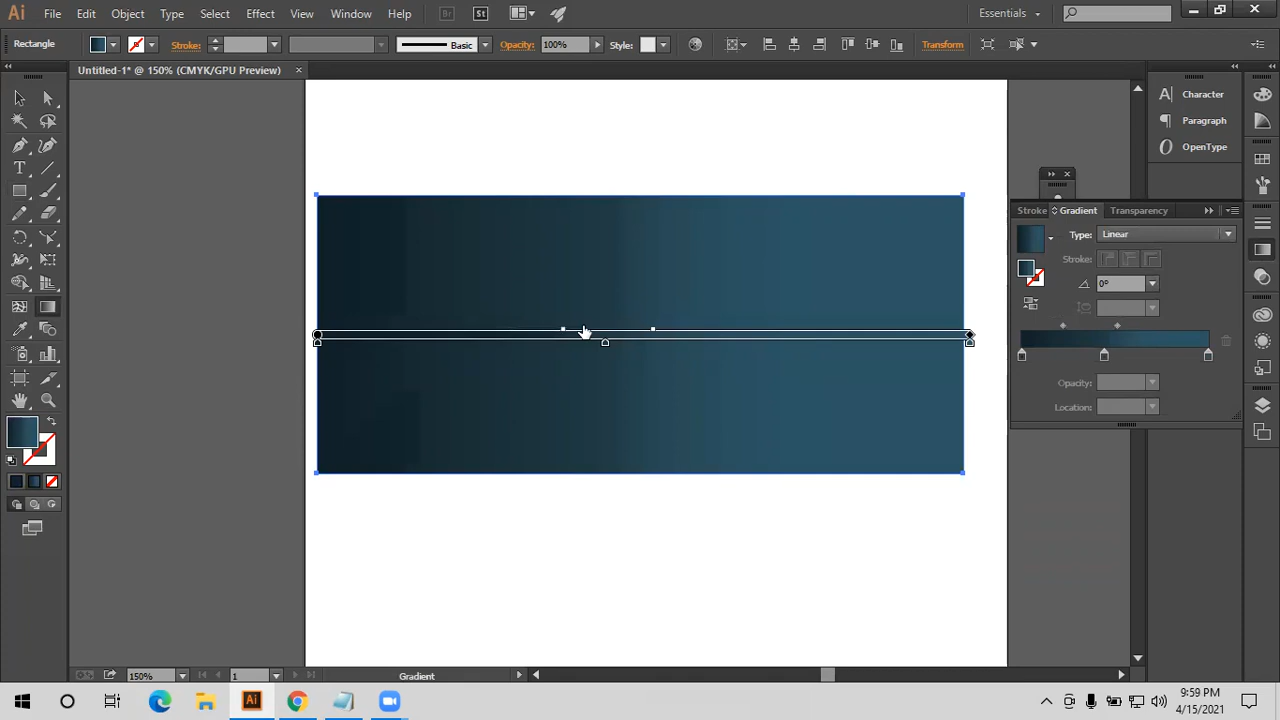 Ai File Edit Object Type Select Effect View Window Help Br St Essentials
Rectangle Stroke: Basic Opacity: 100% Style: Transform
Untitled-1* @ 150% (CMYK/GPU Preview) ×
Character
Paragraph
OpenType
Stroke Gradient Transparency
Type: Linear
Stroke:
0°
Opacity:
Location:
150% 1 Gradient
Ai
9:59 PM
4/15/2021